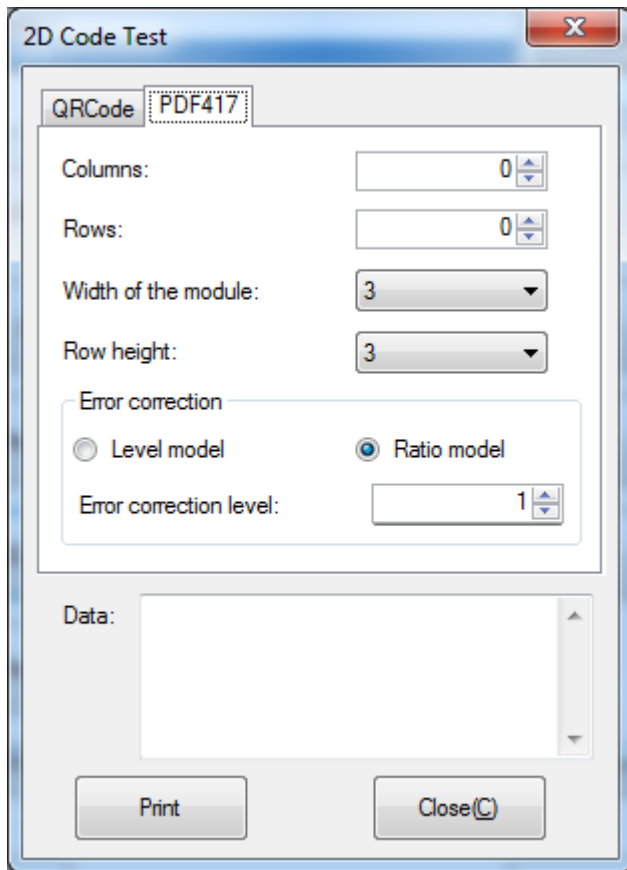 2D Code Test
QRCode PDF417
Columns: 0
Rows: 0
Width of the module: 3
Row height: 3
Error correction
Level model Ratio model
Error correction level: 1
Data:
Print Close(C)